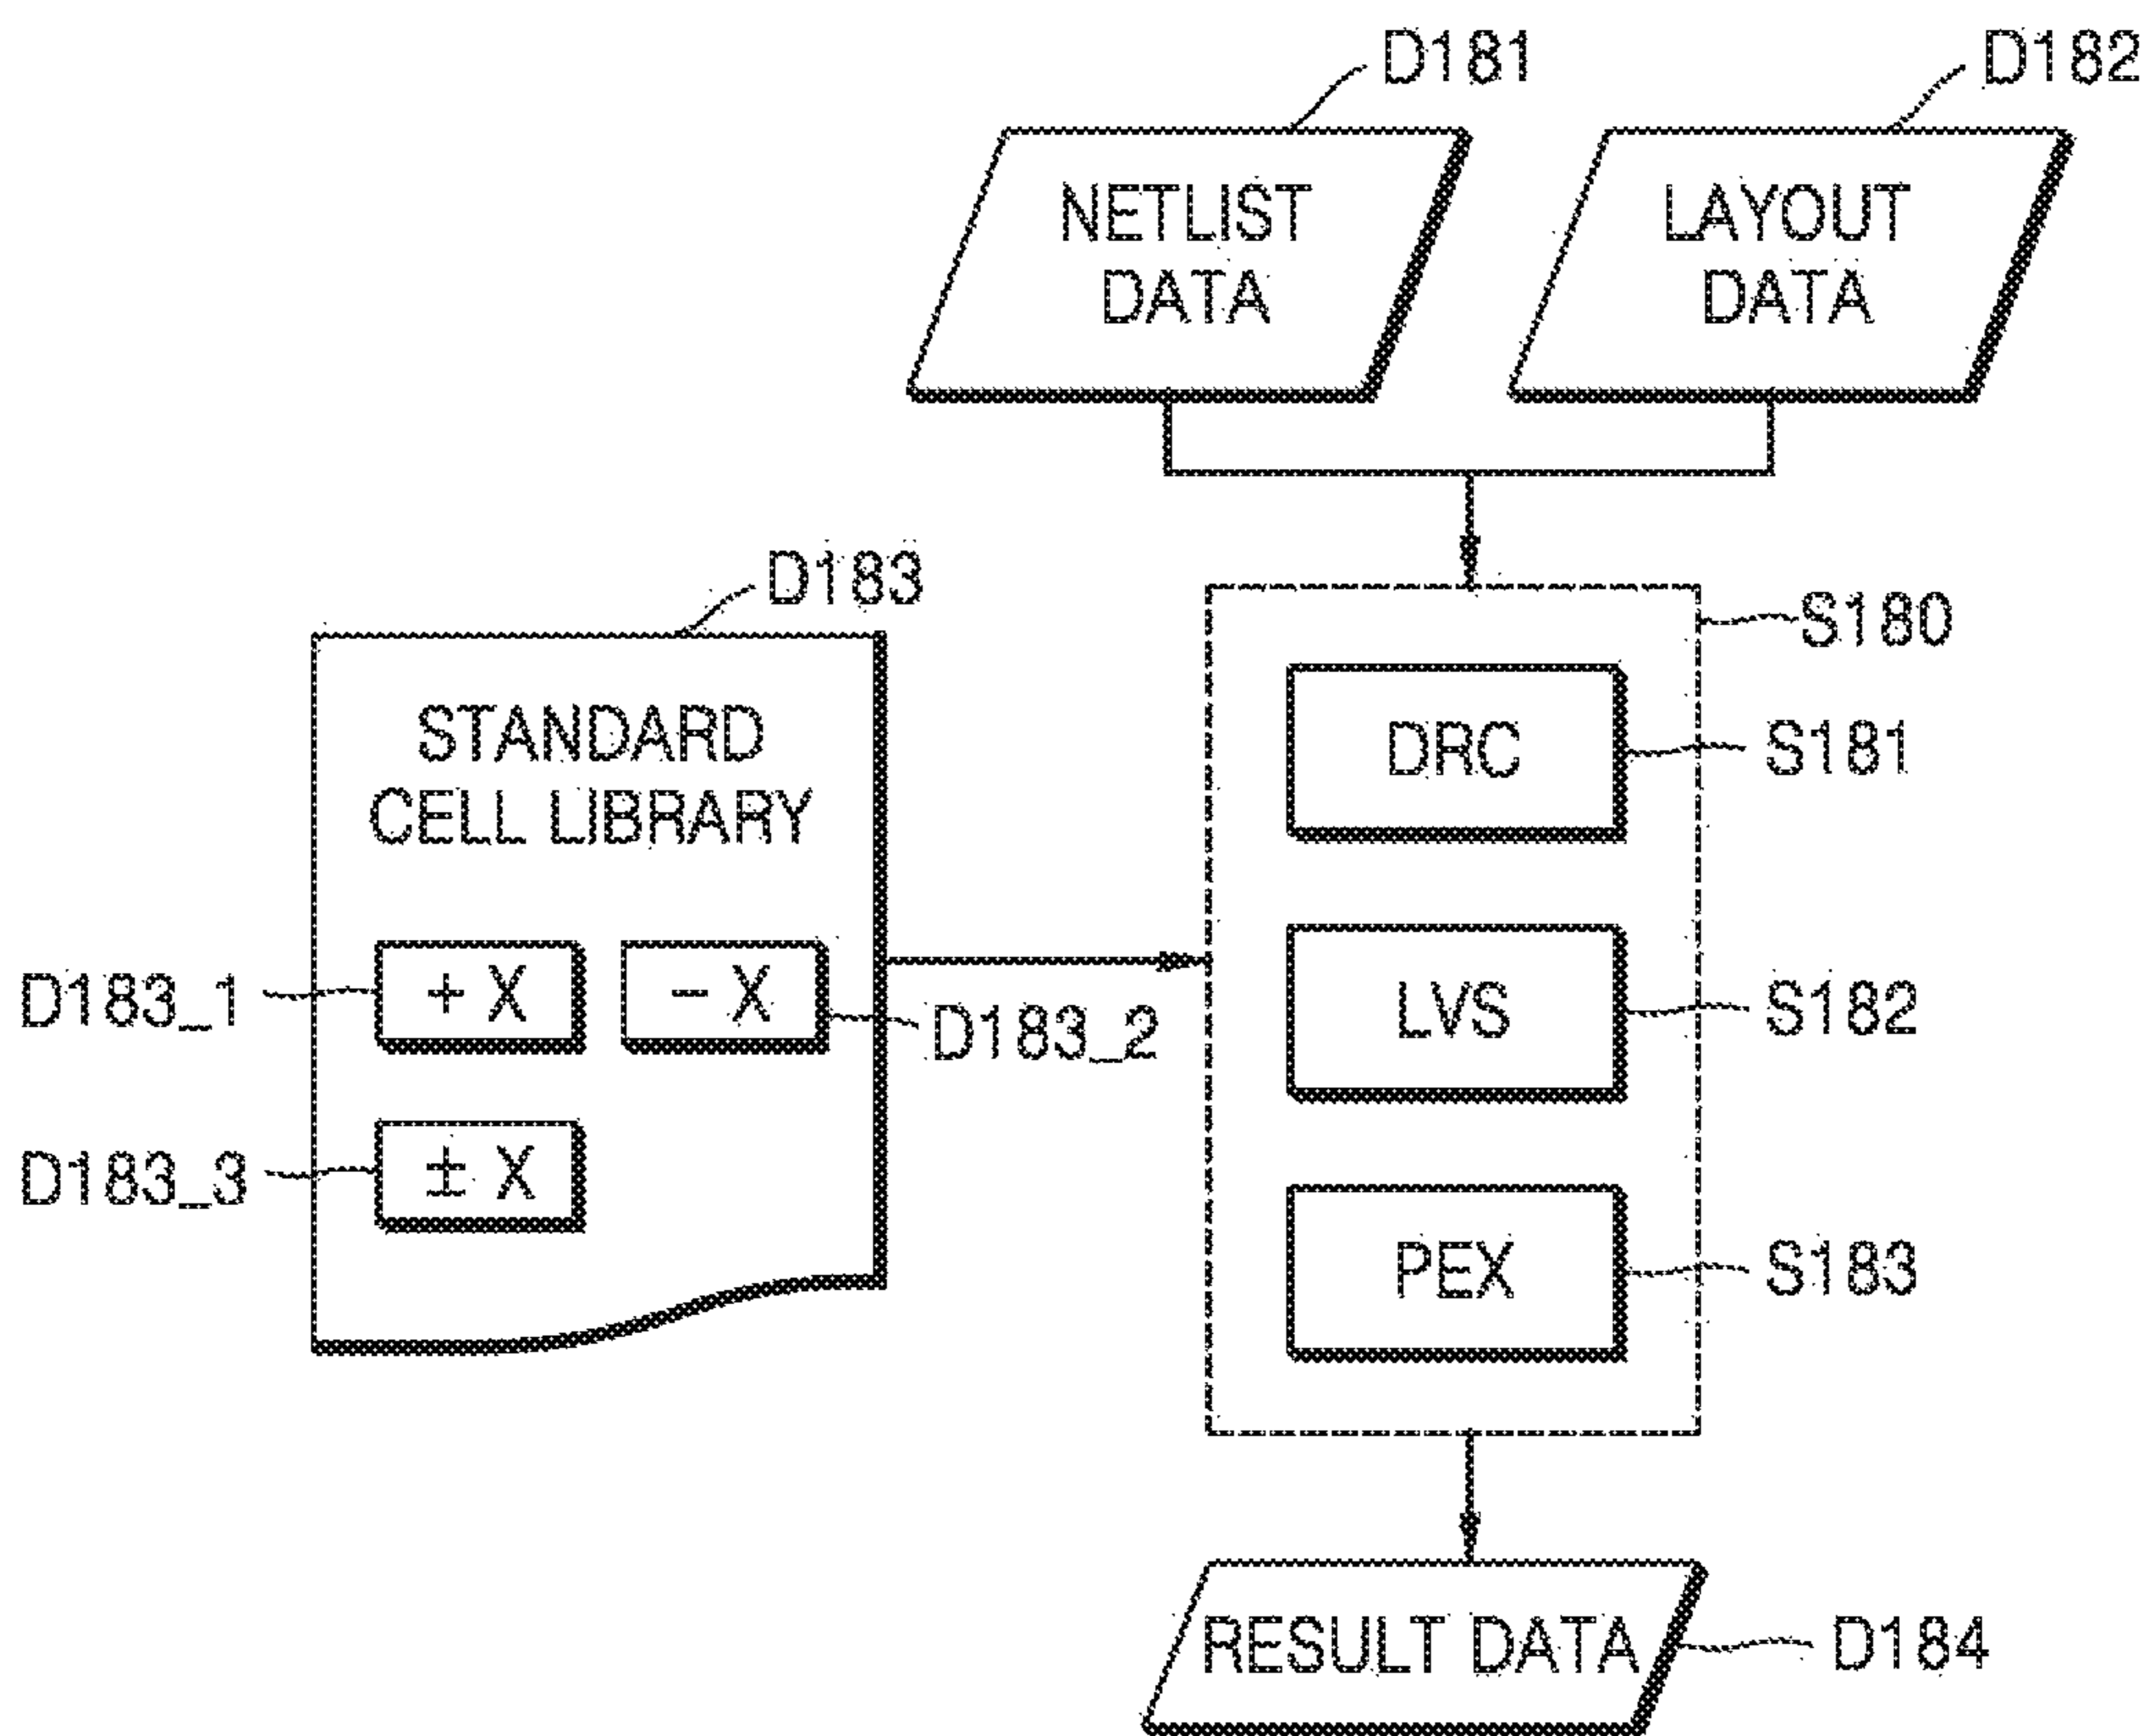 D181
D182
NETLIST
DATA
LAYOUT
DATA
D183
S180
STANDARD
CELL LIBRARY
DRC
S181
D183_1
+ X
- X
D183_2
LVS
S182
D183_3
± X
PEX
S183
RESULT DATA
D184